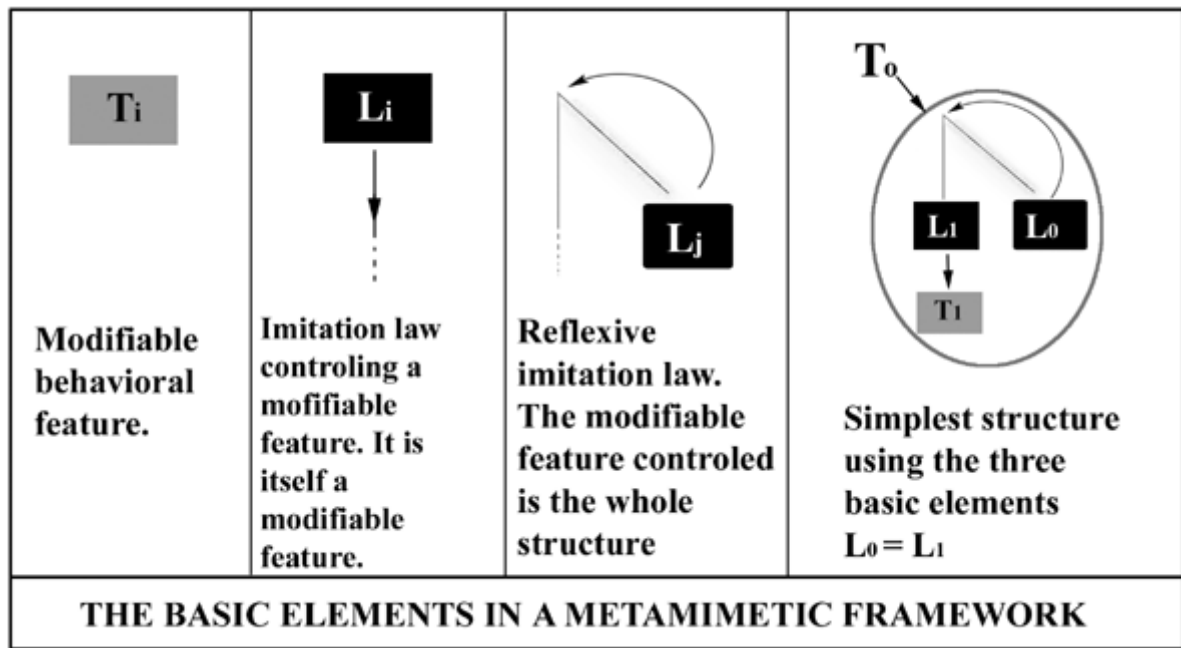 Ti
Modifiable
behavioral
feature.
Li
Imitation law
controling a
mofifiable
feature. It is
itself a
modifiable
feature.
Lj
Reflexive
imitation law.
The modifiable
feature controled
is the whole
structure
To
L1
L0
T1
Simplest structure
using the three
basic elements
L0 = L1
THE BASIC ELEMENTS IN A METAMIMETIC FRAMEWORK